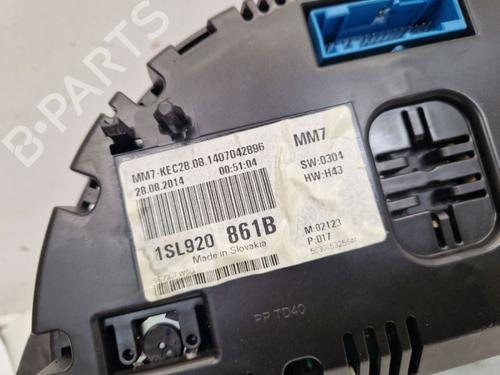 B-PARTS
MM7-KEC28.08.1407042896 MM7
28.08.2014 00:51:04 SW:0304
HW:H43
1SL920 861B
Made in Slovakia
M:02123
P:017
PP TD40